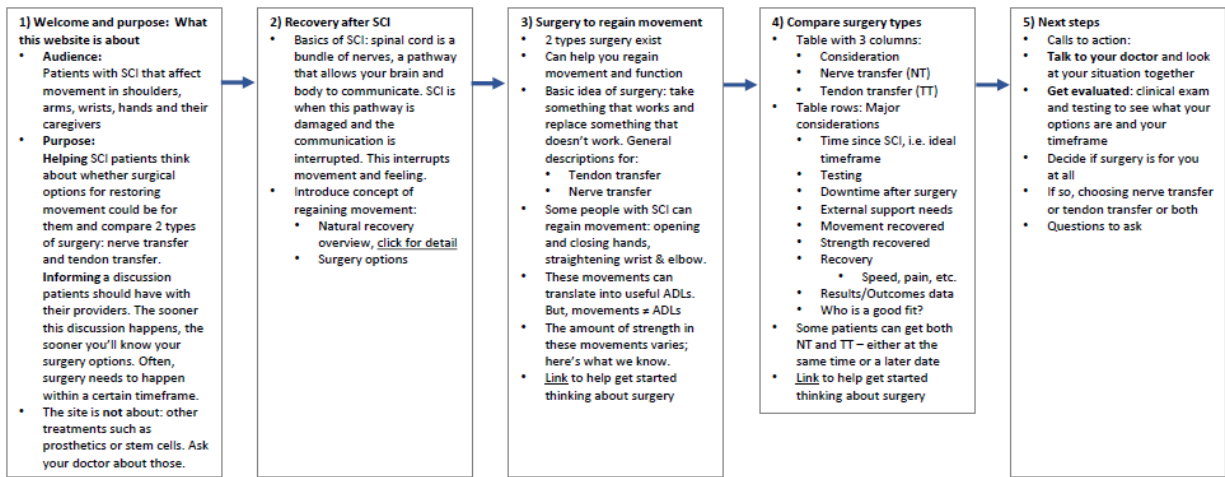 1) Welcome and purpose: What
this website is about
• Audience:
Patients with SCI that affect
movement in shoulders,
arms, wrists, hands and their
caregivers
• Purpose:
Helping SCI patients think
about whether surgical
options for restoring
movement could be for
them and compare 2 types
of surgery: nerve transfer
and tendon transfer.
Informing a discussion
patients should have with
their providers. The sooner
this discussion happens, the
sooner you'll know your
surgery options. Often,
surgery needs to happen
within a certain timeframe.
• The site is not about: other
treatments such as
prosthetics or stem cells. Ask
your doctor about those.
2) Recovery after SCI
• Basics of SCI: spinal cord is a
bundle of nerves, a pathway
that allows your brain and
body to communicate. SCI is
when this pathway is
damaged and the
communication is
interrupted. This interrupts
movement and feeling.
• Introduce concept of
regaining movement:
• Natural recovery
overview, click for detail
• Surgery options
3) Surgery to regain movement
• 2 types surgery exist
• Can help you regain
movement and function
• Basic idea of surgery: take
something that works and
replace something that
doesn't work. General
descriptions for:
• Tendon transfer
• Nerve transfer
• Some people with SCI can
regain movement: opening
and closing hands,
straightening wrist & elbow.
• These movements can
translate into useful ADLs.
But, movements ≠ ADLs
• The amount of strength in
these movements varies;
here's what we know.
• Link to help get started
thinking about surgery
4) Compare surgery types
• Table with 3 columns:
• Consideration
• Nerve transfer (NT)
• Tendon transfer (TT)
• Table rows: Major
considerations
• Time since SCI, i.e. ideal
timeframe
• Testing
• Downtime after surgery
• External support needs
• Movement recovered
• Strength recovered
• Recovery
• Speed, pain, etc.
• Results/Outcomes data
• Who is a good fit?
• Some patients can get both
NT and TT – either at the
same time or a later date
• Link to help get started
thinking about surgery
5) Next steps
• Calls to action:
• Talk to your doctor and look
at your situation together
• Get evaluated: clinical exam
and testing to see what your
options are and your
timeframe
• Decide if surgery is for you
at all
• If so, choosing nerve transfer
or tendon transfer or both
• Questions to ask